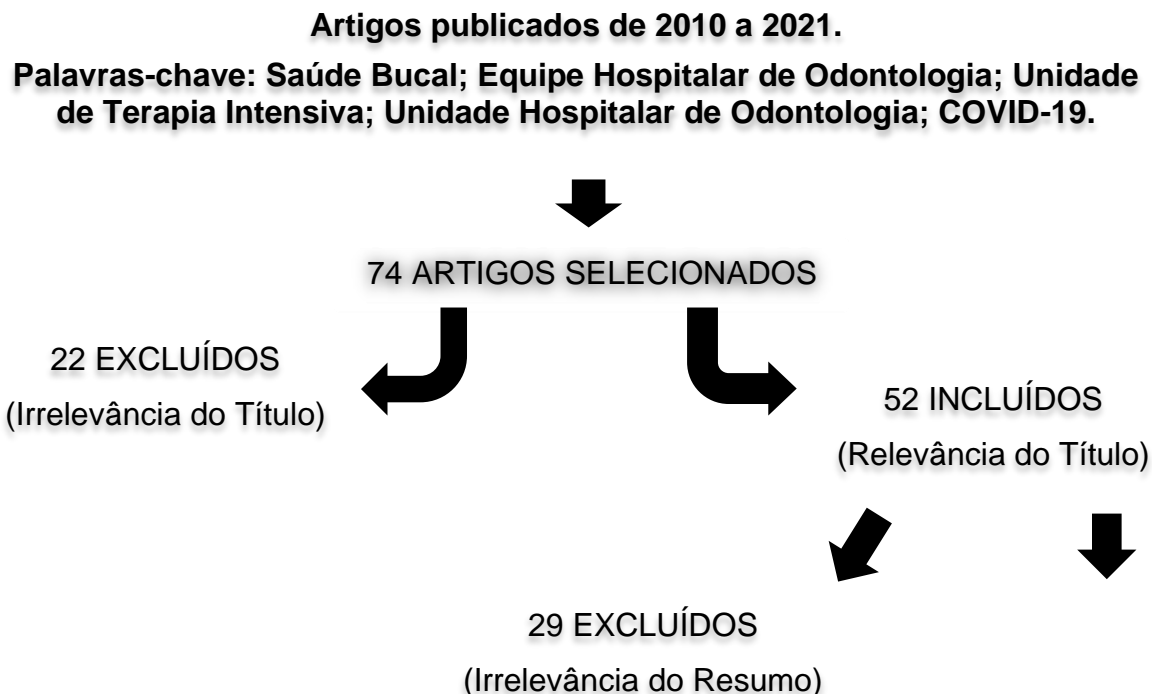 Artigos publicados de 2010 a 2021.
Palavras-chave: Saúde Bucal; Equipe Hospitalar de Odontologia; Unidade
de Terapia Intensiva; Unidade Hospitalar de Odontologia; COVID-19.
74 ARTIGOS SELECIONADOS
22 EXCLUÍDOS
(Irrelevância do Título)
52 INCLUÍDOS
(Relevância do Título)
29 EXCLUÍDOS
(Irrelevância do Resumo)